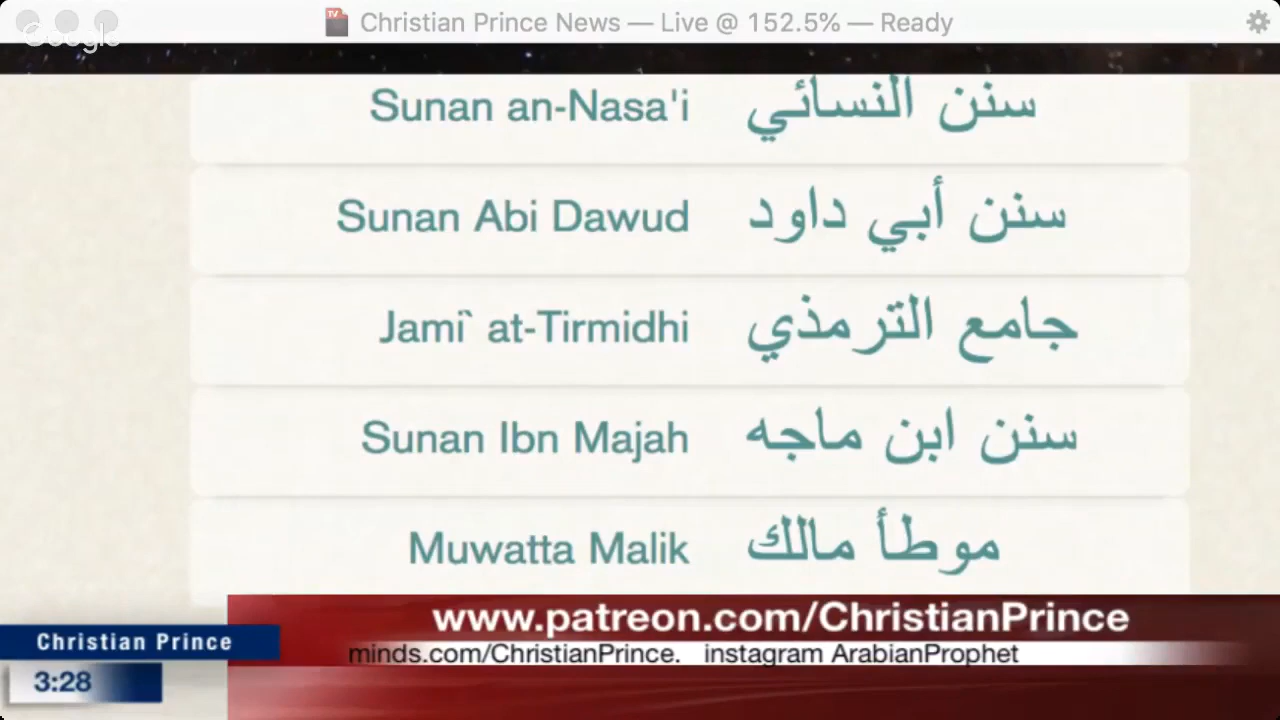 Christian Prince News — Live @ 152.5% — Ready
Google
Sunan an-Nasa'i سنن النسائي
Sunan Abi Dawud سنن أبي داود
Jami` at-Tirmidhi جامع الترمذي
Sunan Ibn Majah سنن ابن ماجه
Muwatta Malik موطأ مالك
www.patreon.com/ChristianPrince
Christian Prince
minds.com/ChristianPrince. instagram ArabianProphet
3:28